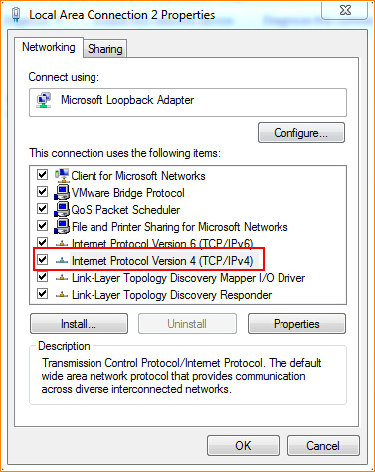 Local Area Connection 2 Properties
Networking
Sharing
Connect using:
Microsoft Loopback Adapter
Configure...
This connection uses the following items:
Client for Microsoft Networks
VMware Bridge Protocol
QoS Packet Scheduler
File and Printer Sharing for Microsoft Networks
Internet Protocol Version 6 (TCP/IPv6)
Internet Protocol Version 4 (TCP/IPv4)
Link-Layer Topology Discovery Mapper I/O Driver
Link-Layer Topology Discovery Responder
Install...
Uninstall
Properties
Description
Transmission Control Protocol/Internet Protocol. The default
wide area network protocol that provides communication
across diverse interconnected networks.
OK
Cancel